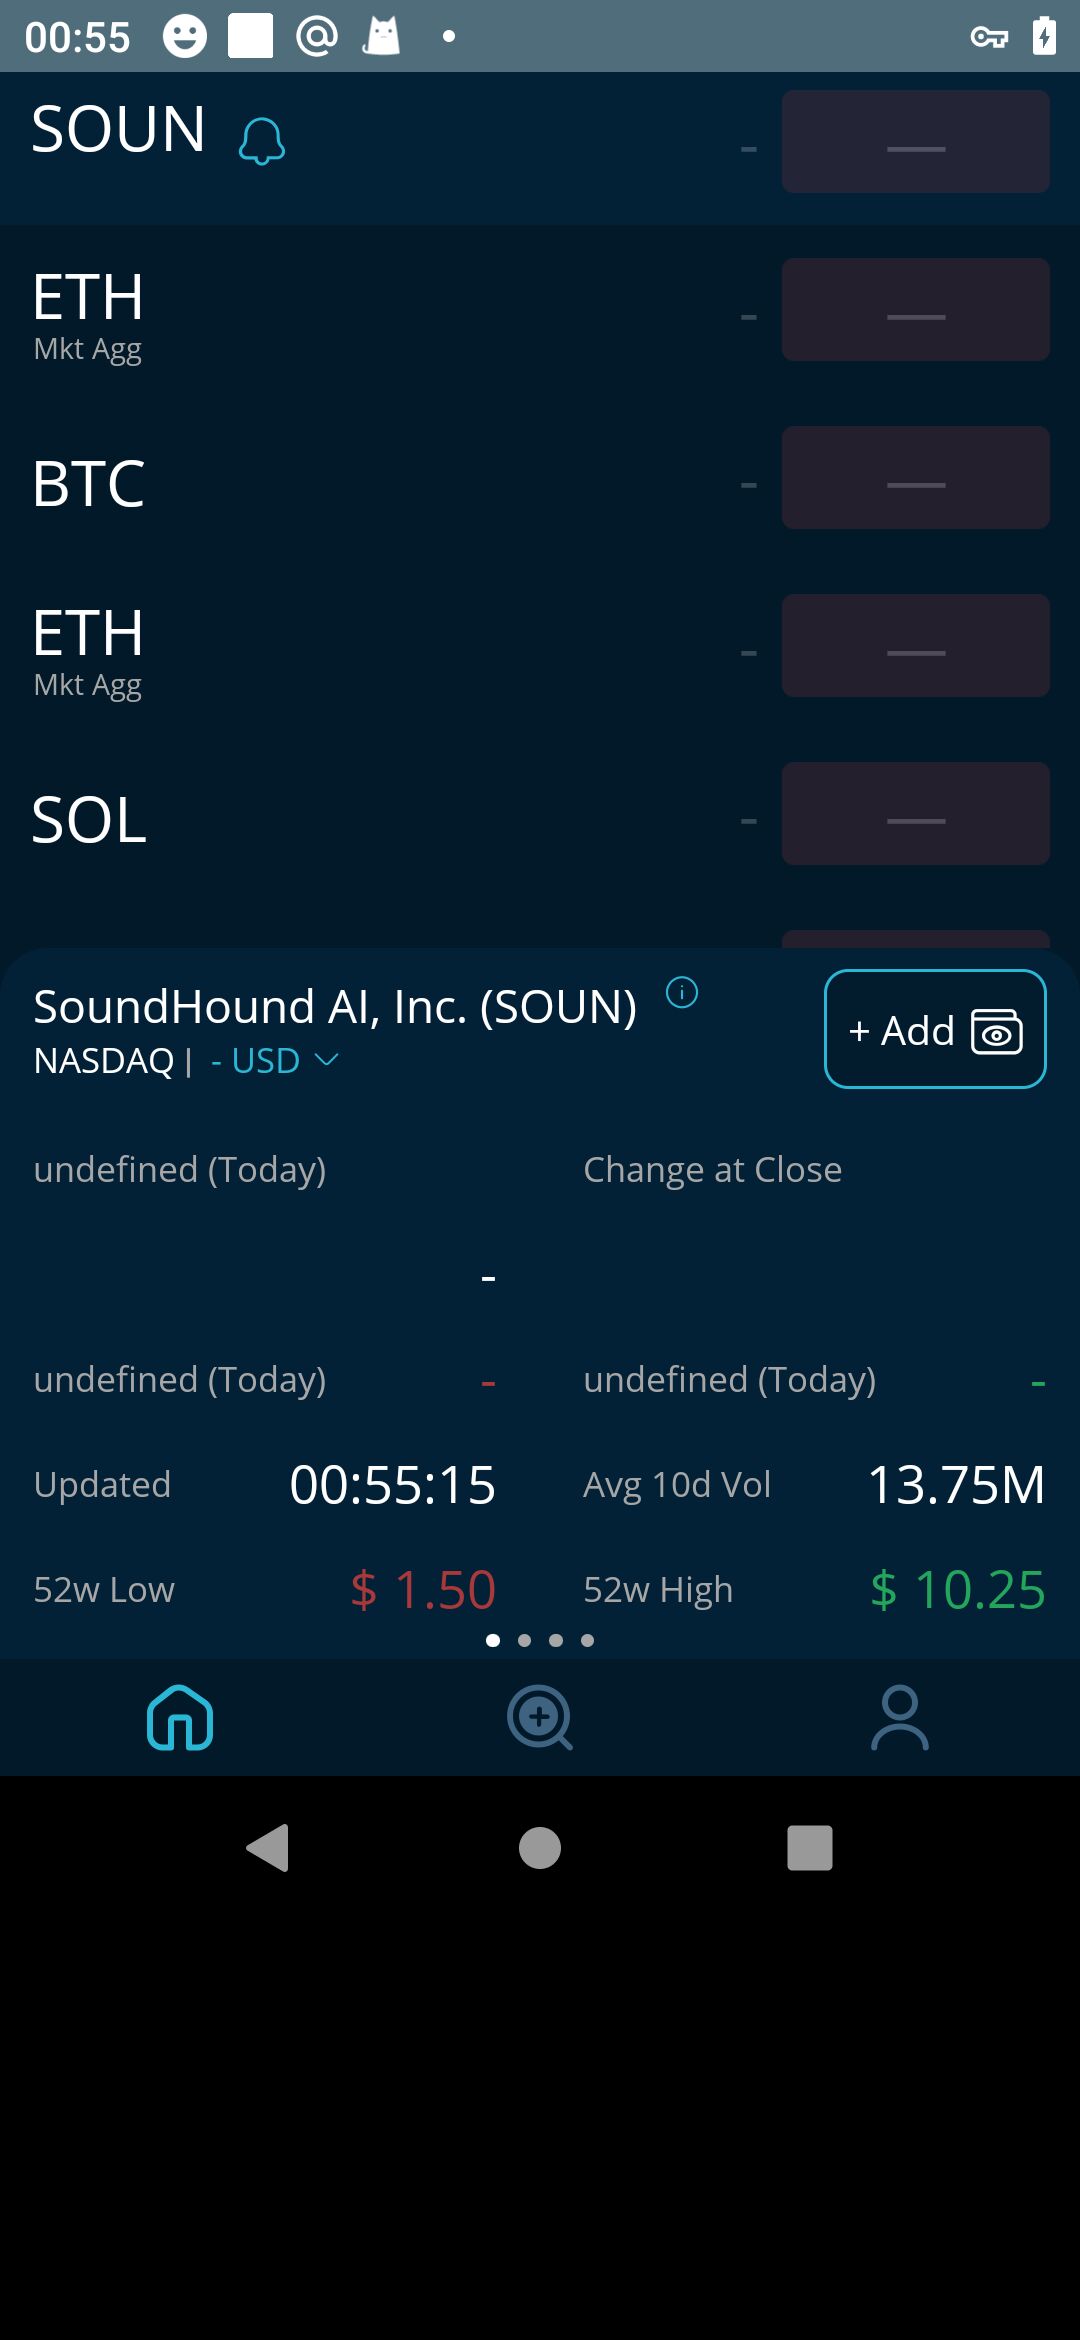 00:55
SOUN - —
ETH - —
Mkt Agg
BTC - —
ETH - —
Mkt Agg
SOL - —
SoundHound AI, Inc. (SOUN)
+ Add
NASDAQ | - USD
undefined (Today) Change at Close
-
undefined (Today) - undefined (Today) -
Updated 00:55:15 Avg 10d Vol 13.75M
52w Low $ 1.50 52w High $ 10.25